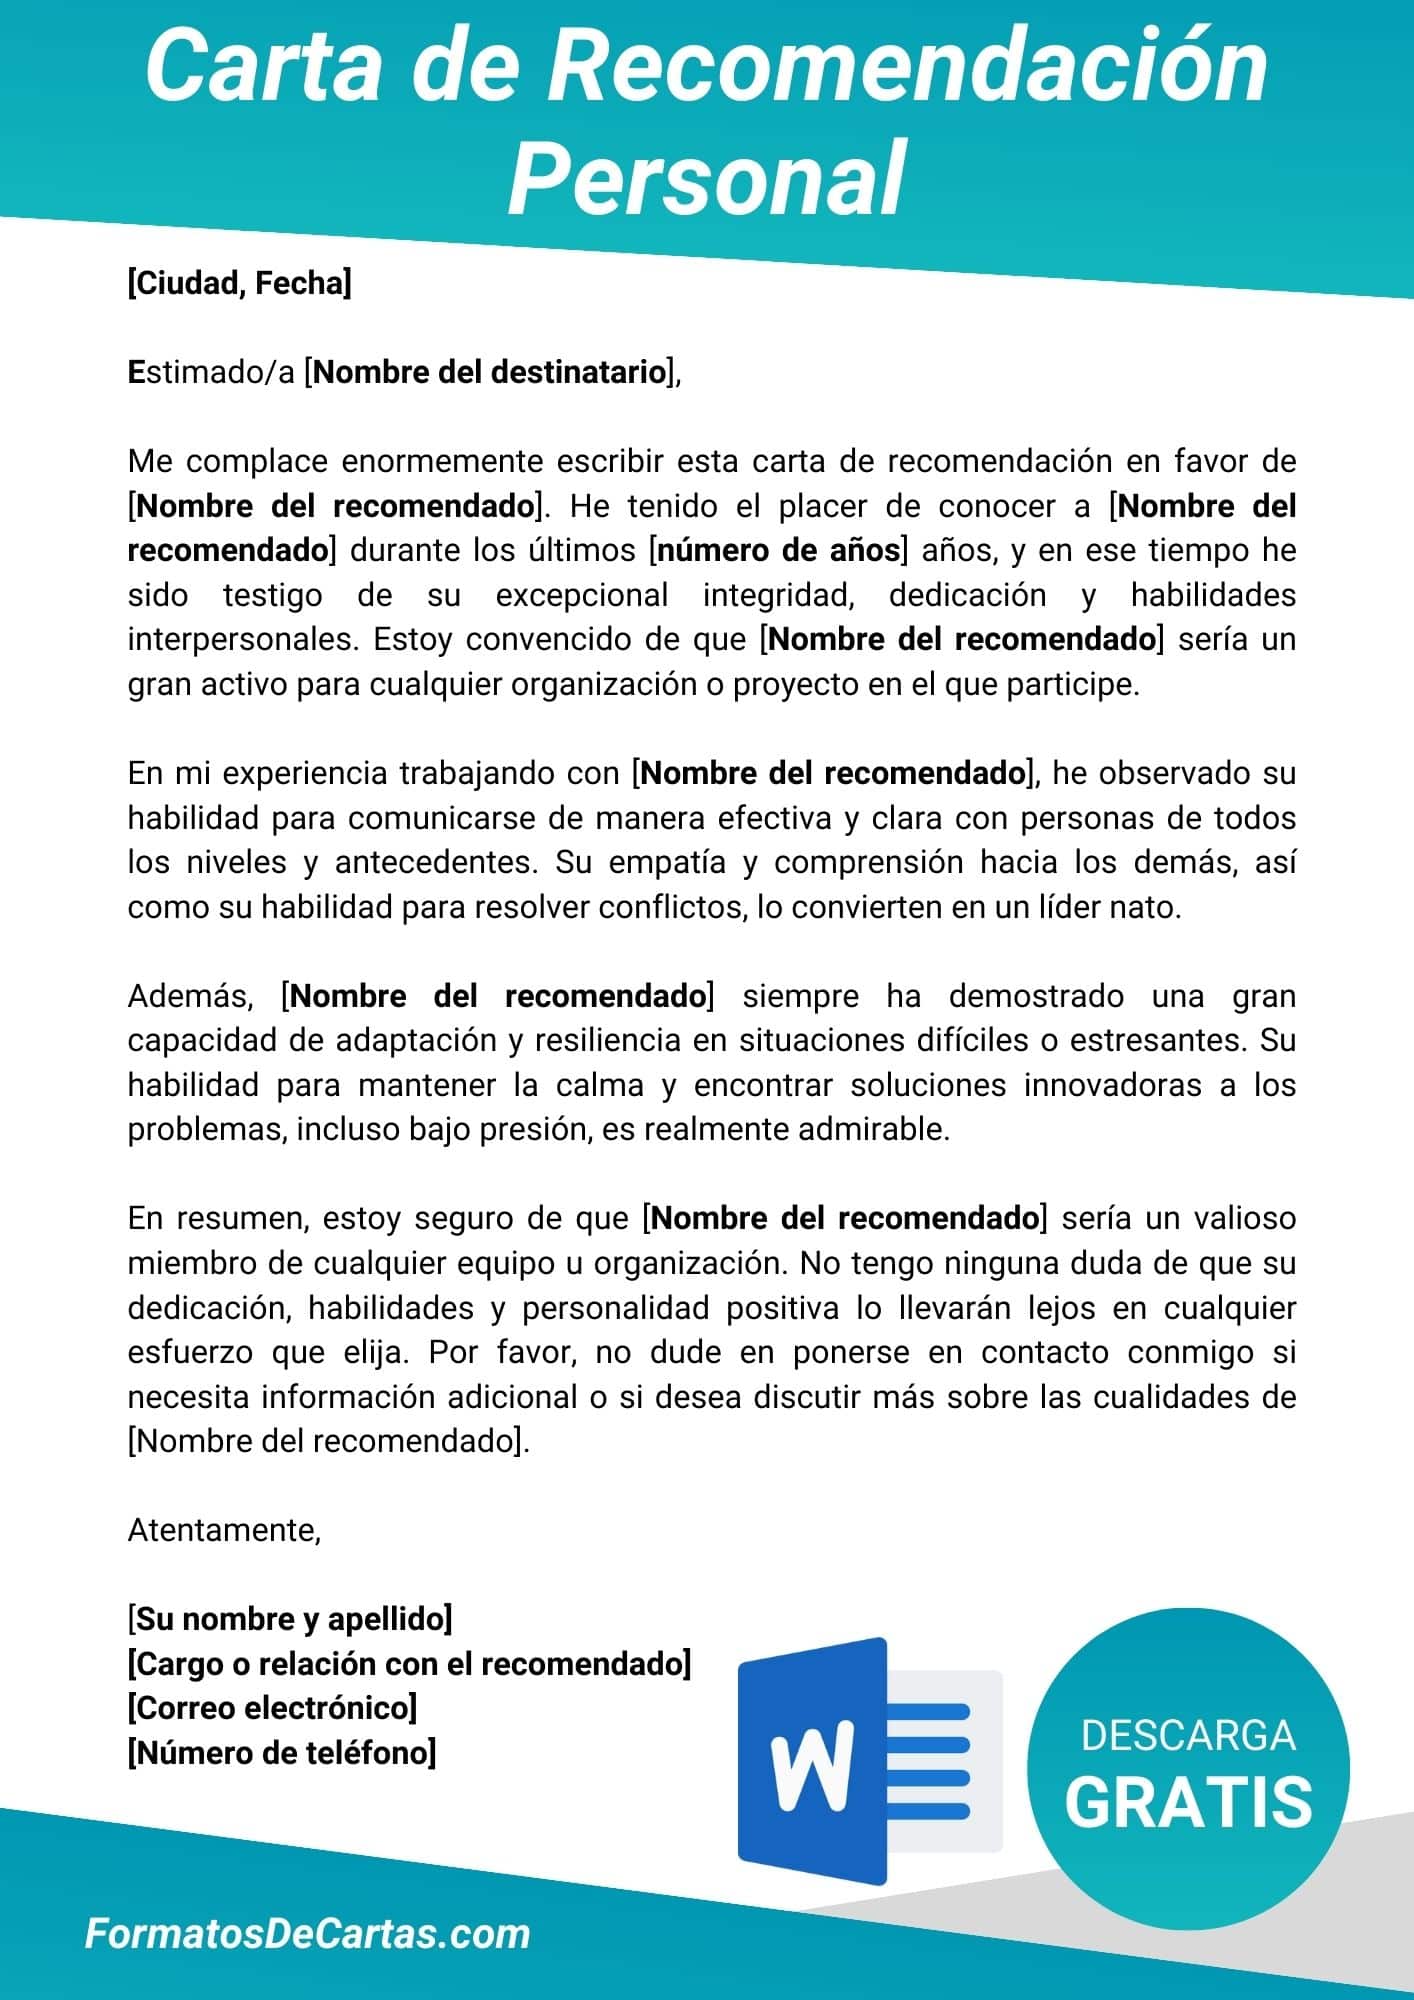 Carta de Recomendación
Personal
[Ciudad, Fecha]
Estimado/a [Nombre del destinatario],
Me complace enormemente escribir esta carta de recomendación en favor de
[Nombre del recomendado]. He tenido el placer de conocer a [Nombre del
recomendado] durante los últimos [número de años] años, y en ese tiempo he
sido testigo de su excepcional integridad, dedicación y habilidades
interpersonales. Estoy convencido de que [Nombre del recomendado] sería un
gran activo para cualquier organización o proyecto en el que participe.
En mi experiencia trabajando con [Nombre del recomendado], he observado su
habilidad para comunicarse de manera efectiva y clara con personas de todos
los niveles y antecedentes. Su empatía y comprensión hacia los demás, así
como su habilidad para resolver conflictos, lo convierten en un líder nato.
Además, [Nombre del recomendado] siempre ha demostrado una gran
capacidad de adaptación y resiliencia en situaciones difíciles o estresantes. Su
habilidad para mantener la calma y encontrar soluciones innovadoras a los
problemas, incluso bajo presión, es realmente admirable.
En resumen, estoy seguro de que [Nombre del recomendado] sería un valioso
miembro de cualquier equipo u organización. No tengo ninguna duda de que su
dedicación, habilidades y personalidad positiva lo llevarán lejos en cualquier
esfuerzo que elija. Por favor, no dude en ponerse en contacto conmigo si
necesita información adicional o si desea discutir más sobre las cualidades de
[Nombre del recomendado].
Atentamente,
[Su nombre y apellido]
[Cargo o relación con el recomendado]
[Correo electrónico]
[Número de teléfono]
W
DESCARGA
GRATIS
FormatosDeCartas.com